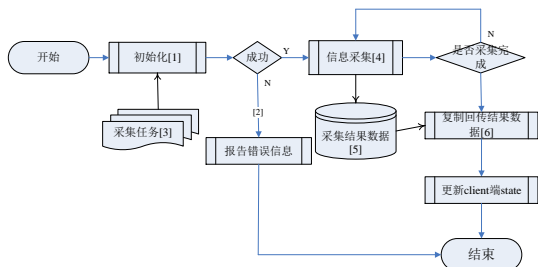 N
开始
初始化[1]
成功
Y
信息采集[4]
是否采集完
成
N
[2]
采集任务[3]
采集结果数据
[5]
复制回传结果数
据[6]
报告错误信息
更新client端state
结束